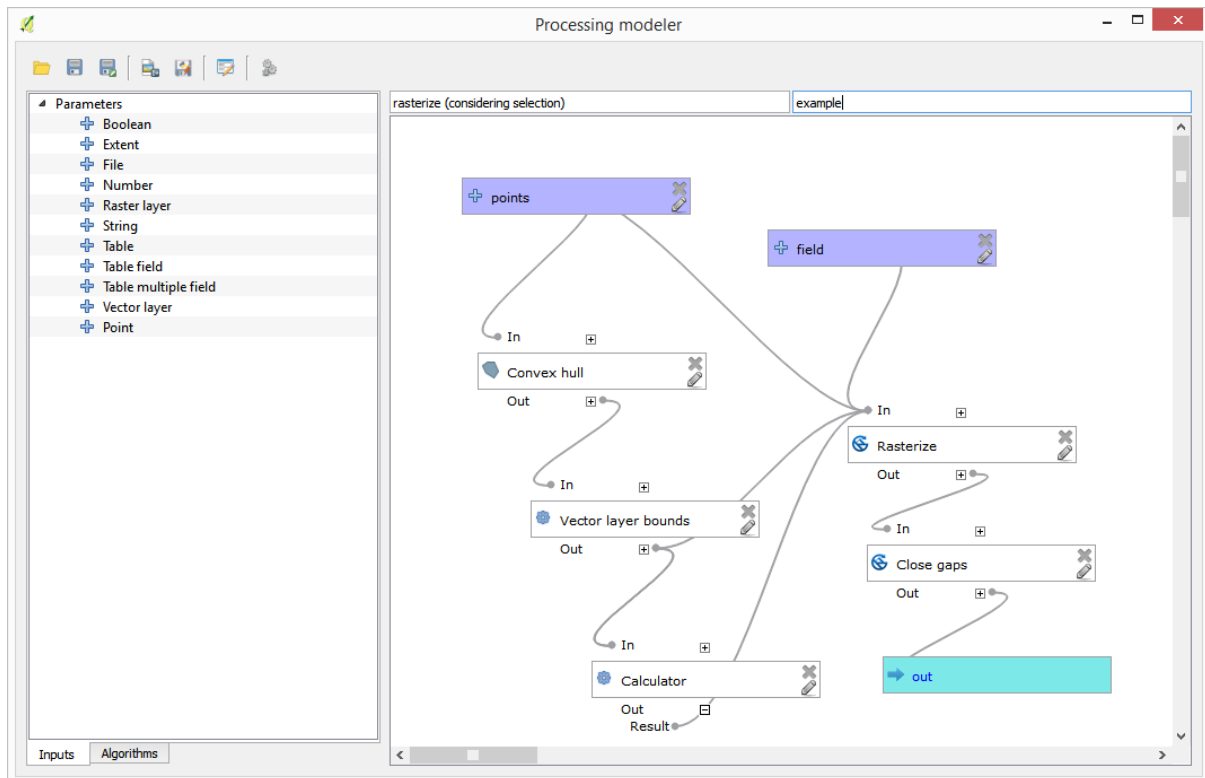 Processing modeler
Parameters
Boolean
Extent
File
Number
Raster layer
String
Table
Table field
Table multiple field
Vector layer
Point
Inputs
Algorithms
rasterize (considering selection)
example
points
field
In
Convex hull
Out
In
Rasterize
Out
In
Vector layer bounds
Out
In
Close gaps
Out
In
Calculator
Out
Result
out